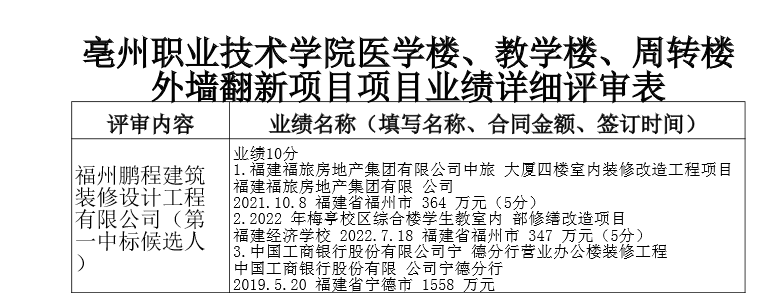 亳州职业技术学院医学楼、教学楼、周转楼
外墙翻新项目项目业绩详细评审表
评审内容
业绩名称（填写名称、合同金额、签订时间）
福州鹏程建筑
装修设计工程
有限公司（第
一中标候选人
）
业绩10分
1.福建福旅房地产集团有限公司中旅 大厦四楼室内装修改造工程项目
福建福旅房地产集团有限 公司
2021.10.8 福建省福州市 364 万元（5分）
2.2022 年梅亭校区综合楼学生教室内 部修缮改造项目
福建经济学校 2022.7.18 福建省福州市 347 万元（5分）
3.中国工商银行股份有限公司宁 德分行营业办公楼装修工程
中国工商银行股份有限 公司宁德分行
2019.5.20 福建省宁德市 1558 万元